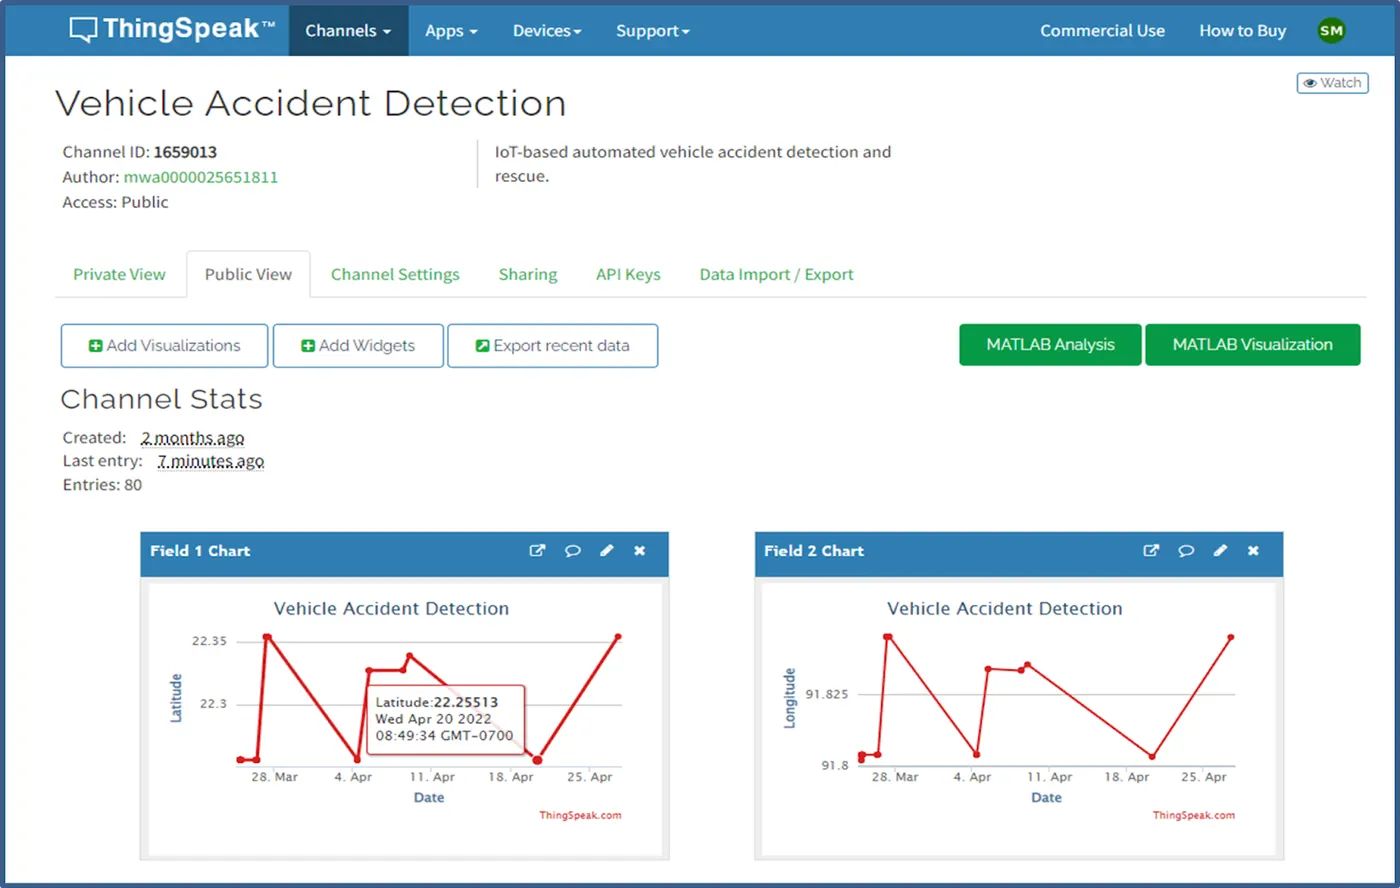 ThingSpeak™ Channels Apps Devices Support Commercial Use How to Buy SM
Watch
Vehicle Accident Detection
Channel ID: 1659013
Author: mwa0000025651811
Access: Public
IoT-based automated vehicle accident detection and
rescue.
Private View Public View Channel Settings Sharing API Keys Data Import / Export
Add Visualizations Add Widgets Export recent data MATLAB Analysis MATLAB Visualization
Channel Stats
Created: 2 months ago
Last entry: 7 minutes ago
Entries: 80
Field 1 Chart
Vehicle Accident Detection
22.35
22.3
Latitude
Latitude:22.25513
Wed Apr 20 2022
08:49:34 GMT-0700
28. Mar 4. Apr 11. Apr 18. Apr 25. Apr
Date
ThingSpeak.com
Field 2 Chart
Vehicle Accident Detection
Longitude
91.825
91.8
28. Mar 4. Apr 11. Apr 18. Apr 25. Apr
Date
ThingSpeak.com